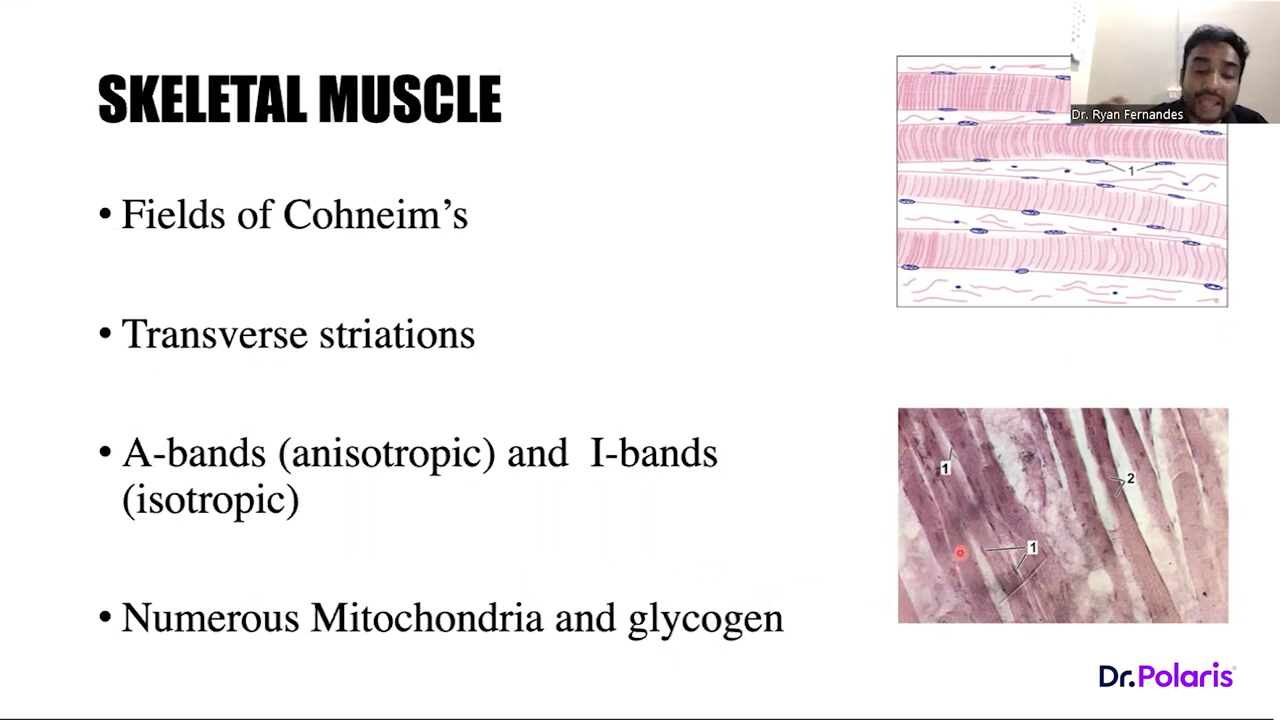 SKELETAL MUSCLE
Dr. Ryan Fernandes
1
• Fields of Cohneim’s
• Transverse striations
• A-bands (anisotropic) and I-bands
(isotropic)
• Numerous Mitochondria and glycogen
1
2
1
Dr.Polaris